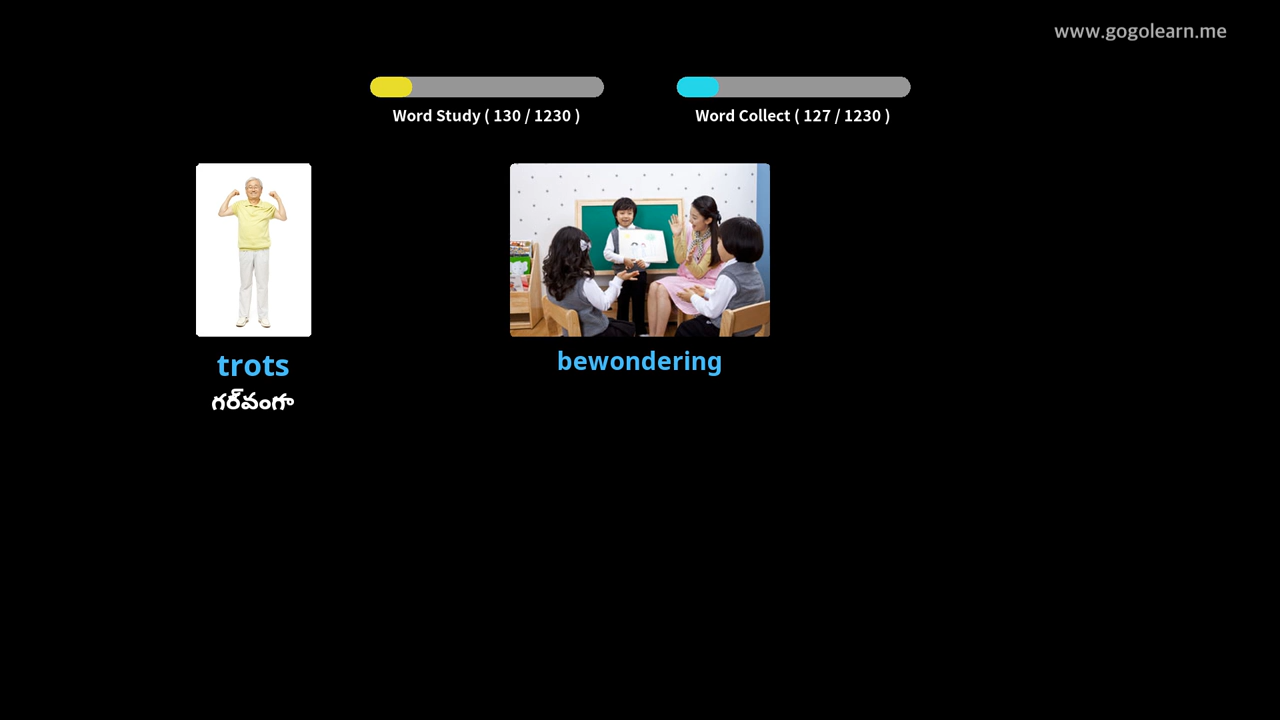 www.gogolearn.me
Word Study ( 130 / 1230 )
Word Collect ( 127 / 1230 )
trots
bewondering
గర్‌వంగా